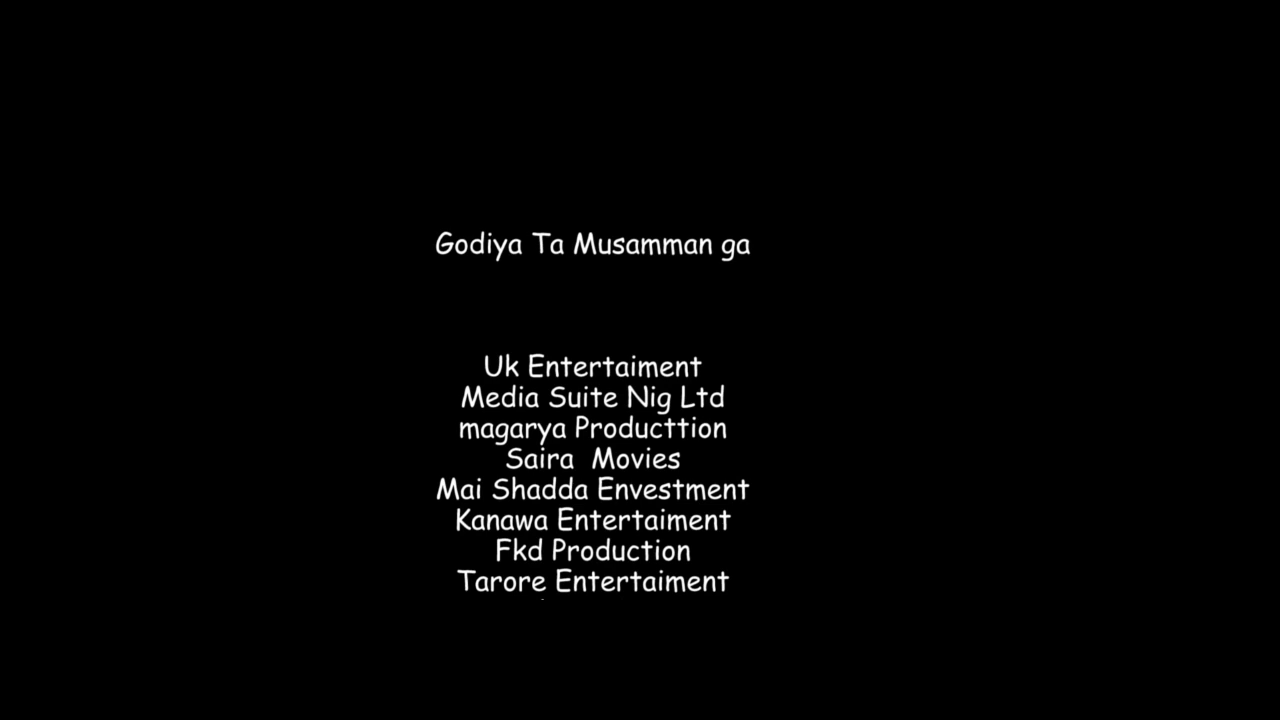 Godiya Ta Musamman ga
Uk Entertaiment
Media Suite Nig Ltd
magarya Producttion
Saira Movies
Mai Shadda Envestment
Kanawa Entertaiment
Fkd Production
Tarore Entertaiment